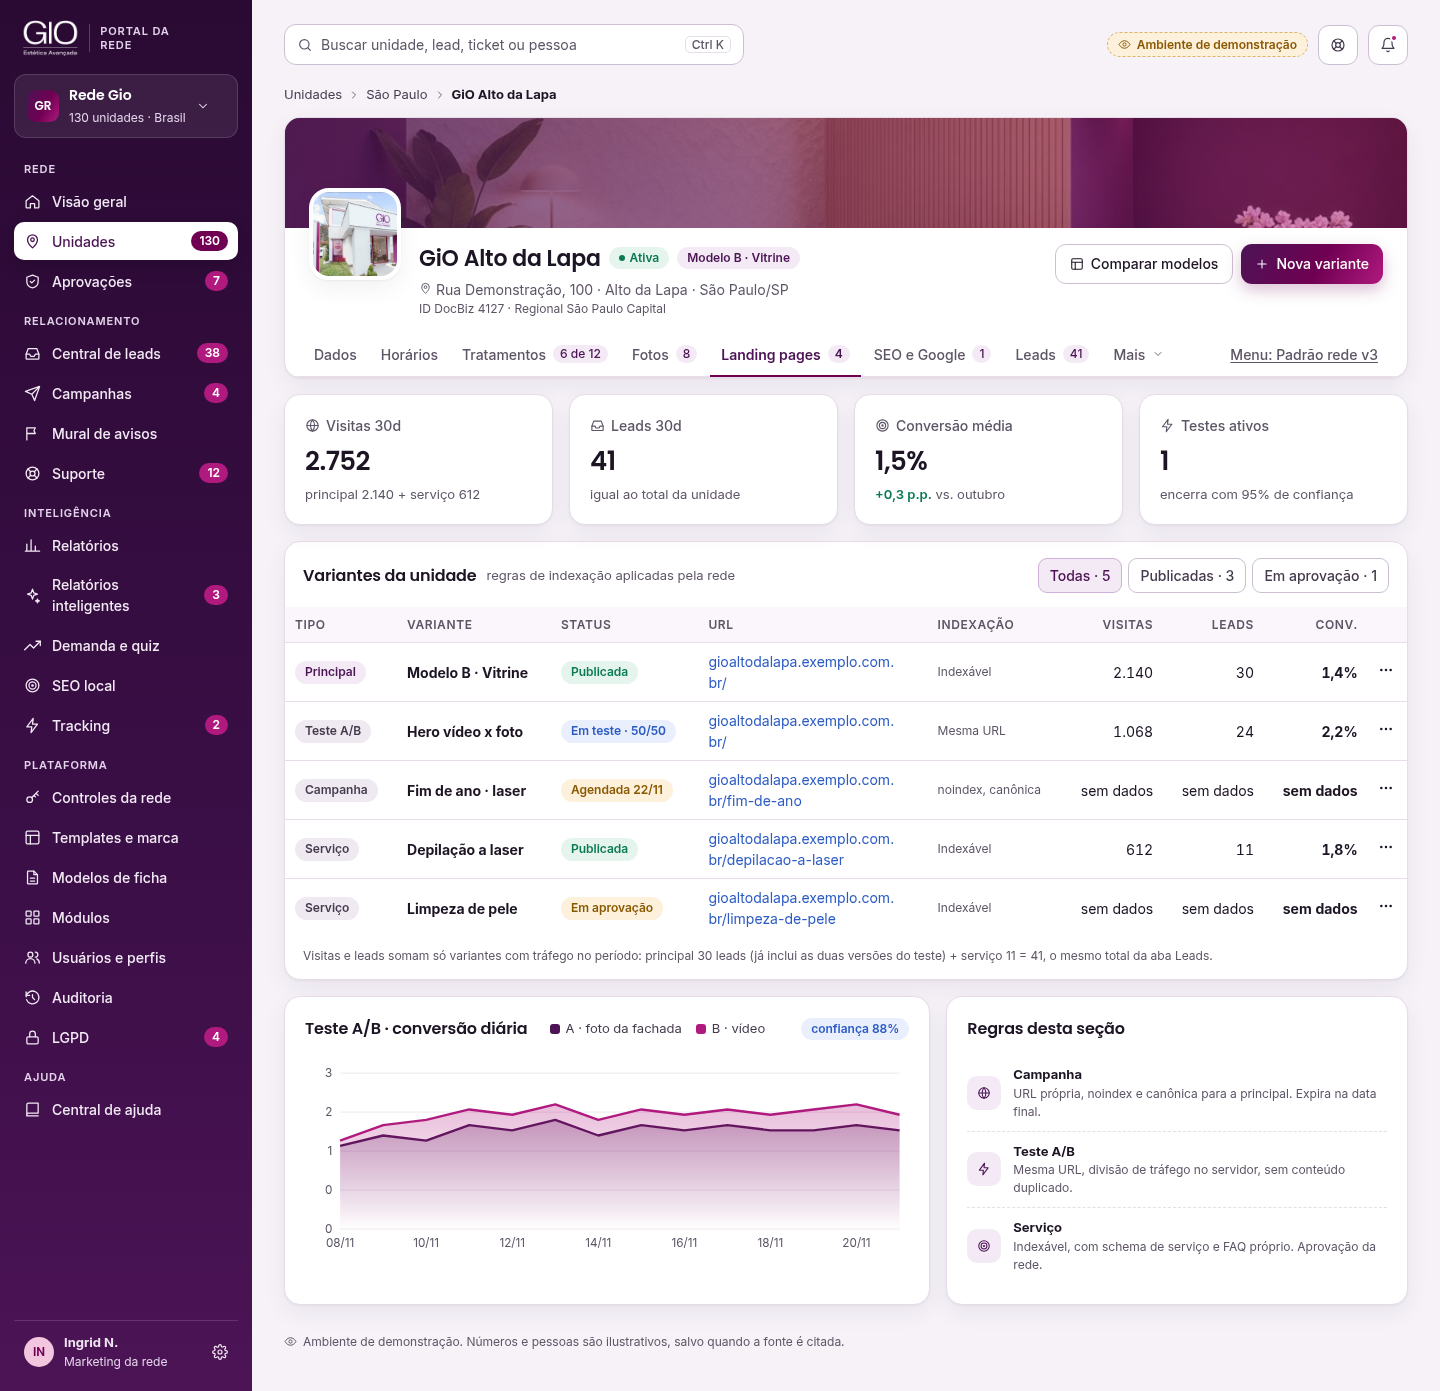 GIO
Estética Avançada
PORTAL DA
REDE
GR
Rede Gio
130 unidades · Brasil
REDE
Visão geral
Unidades 130
Aprovações 7
RELACIONAMENTO
Central de leads 38
Campanhas 4
Mural de avisos
Suporte 12
INTELIGÊNCIA
Relatórios
Relatórios
inteligentes 3
Demanda e quiz
SEO local
Tracking 2
PLATAFORMA
Controles da rede
Templates e marca
Modelos de ficha
Módulos
Usuários e perfis
Auditoria
LGPD 4
AJUDA
Central de ajuda
IN
Ingrid N.
Marketing da rede
Buscar unidade, lead, ticket ou pessoa Ctrl K
Ambiente de demonstração
Unidades > São Paulo > GiO Alto da Lapa
GIO
GiO Alto da Lapa Ativa Modelo B · Vitrine
Rua Demonstração, 100 · Alto da Lapa · São Paulo/SP
ID DocBiz 4127 · Regional São Paulo Capital
Comparar modelos + Nova variante
Dados Horários Tratamentos 6 de 12 Fotos 8 Landing pages 4 SEO e Google 1 Leads 41 Mais Menu: Padrão rede v3
Visitas 30d
2.752
principal 2.140 + serviço 612
Leads 30d
41
igual ao total da unidade
Conversão média
1,5%
+0,3 p.p. vs. outubro
Testes ativos
1
encerra com 95% de confiança
Variantes da unidade regras de indexação aplicadas pela rede Todas · 5 Publicadas · 3 Em aprovação · 1
TIPO VARIANTE STATUS URL INDEXAÇÃO VISITAS LEADS CONV.
Principal Modelo B · Vitrine Publicada gioaltodalapa.exemplo.com.
br/ Indexável 2.140 30 1,4% ...
Teste A/B Hero vídeo x foto Em teste · 50/50 gioaltodalapa.exemplo.com.
br/ Mesma URL 1.068 24 2,2% ...
Campanha Fim de ano · laser Agendada 22/11 gioaltodalapa.exemplo.com.
br/fim-de-ano noindex, canônica sem dados sem dados sem dados ...
Serviço Depilação a laser Publicada gioaltodalapa.exemplo.com.
br/depilacao-a-laser Indexável 612 11 1,8% ...
Serviço Limpeza de pele Em aprovação gioaltodalapa.exemplo.com.
br/limpeza-de-pele Indexável sem dados sem dados sem dados ...
Visitas e leads somam só variantes com tráfego no período: principal 30 leads (já inclui as duas versões do teste) + serviço 11 = 41, o mesmo total da aba Leads.
Teste A/B · conversão diária A · foto da fachada B · vídeo confiança 88%
3
2
1
0
0
08/11 10/11 12/11 14/11 16/11 18/11 20/11
Regras desta seção
Campanha
URL própria, noindex e canônica para a principal. Expira na data
final.
Teste A/B
Mesma URL, divisão de tráfego no servidor, sem conteúdo
duplicado.
Serviço
Indexável, com schema de serviço e FAQ próprio. Aprovação da
rede.
Ambiente de demonstração. Números e pessoas são ilustrativos, salvo quando a fonte é citada.